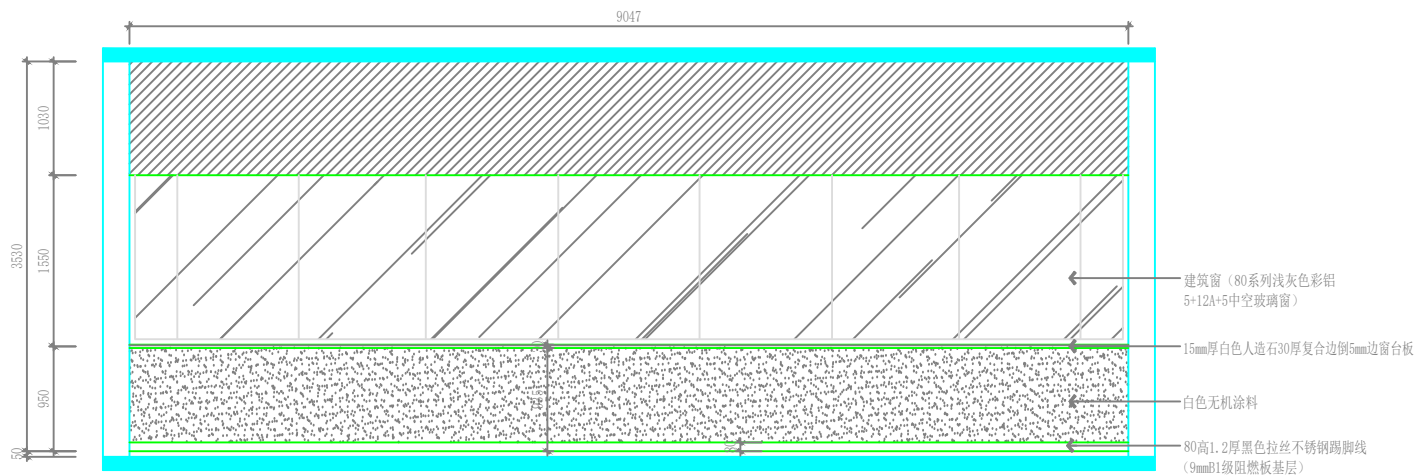 9047
1030
3530
1550
950
50
80
建筑窗（80系列浅灰色彩铝
5+12A+5中空玻璃窗）
15mm厚白色人造石30厚复合边倒5mm边窗台板
白色无机涂料
80高1.2厚黑色拉丝不锈钢踢脚线
（9mmB1级阻燃板基层）